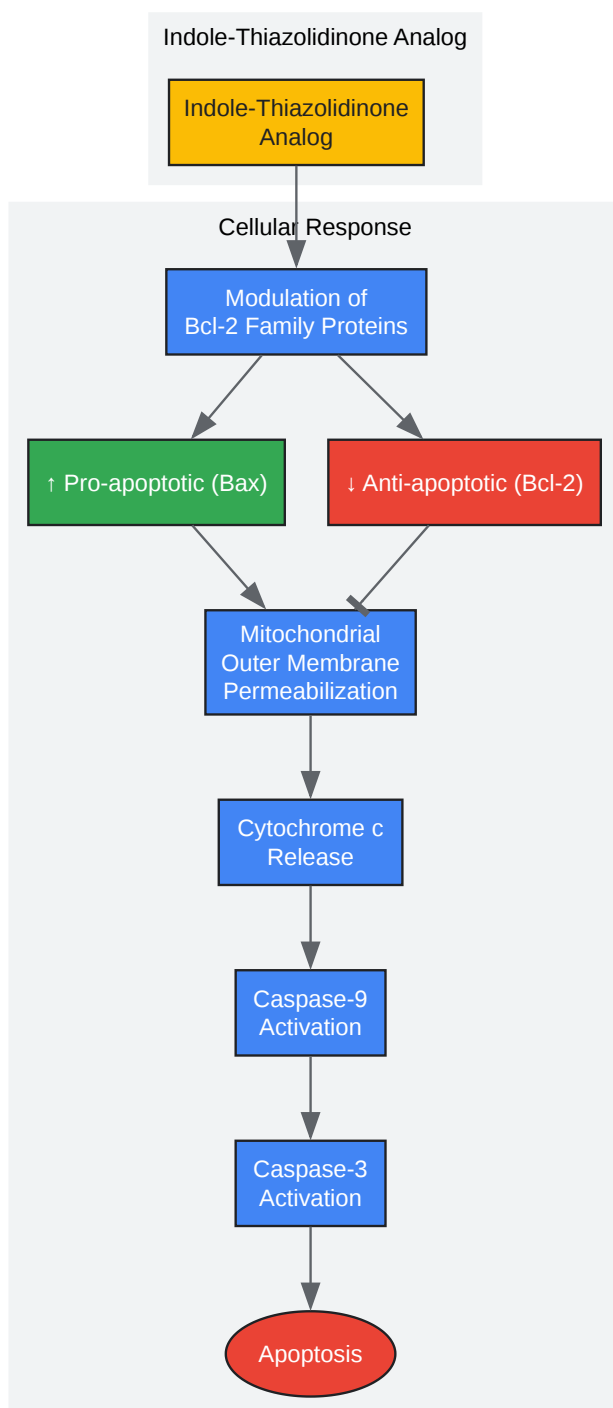 Indole-Thiazolidinone Analog
Indole-Thiazolidinone
Analog
Cellular Response
Modulation of
Bcl-2 Family Proteins
↑ Pro-apoptotic (Bax)
↓ Anti-apoptotic (Bcl-2)
Mitochondrial
Outer Membrane
Permeabilization
Cytochrome c
Release
Caspase-9
Activation
Caspase-3
Activation
Apoptosis